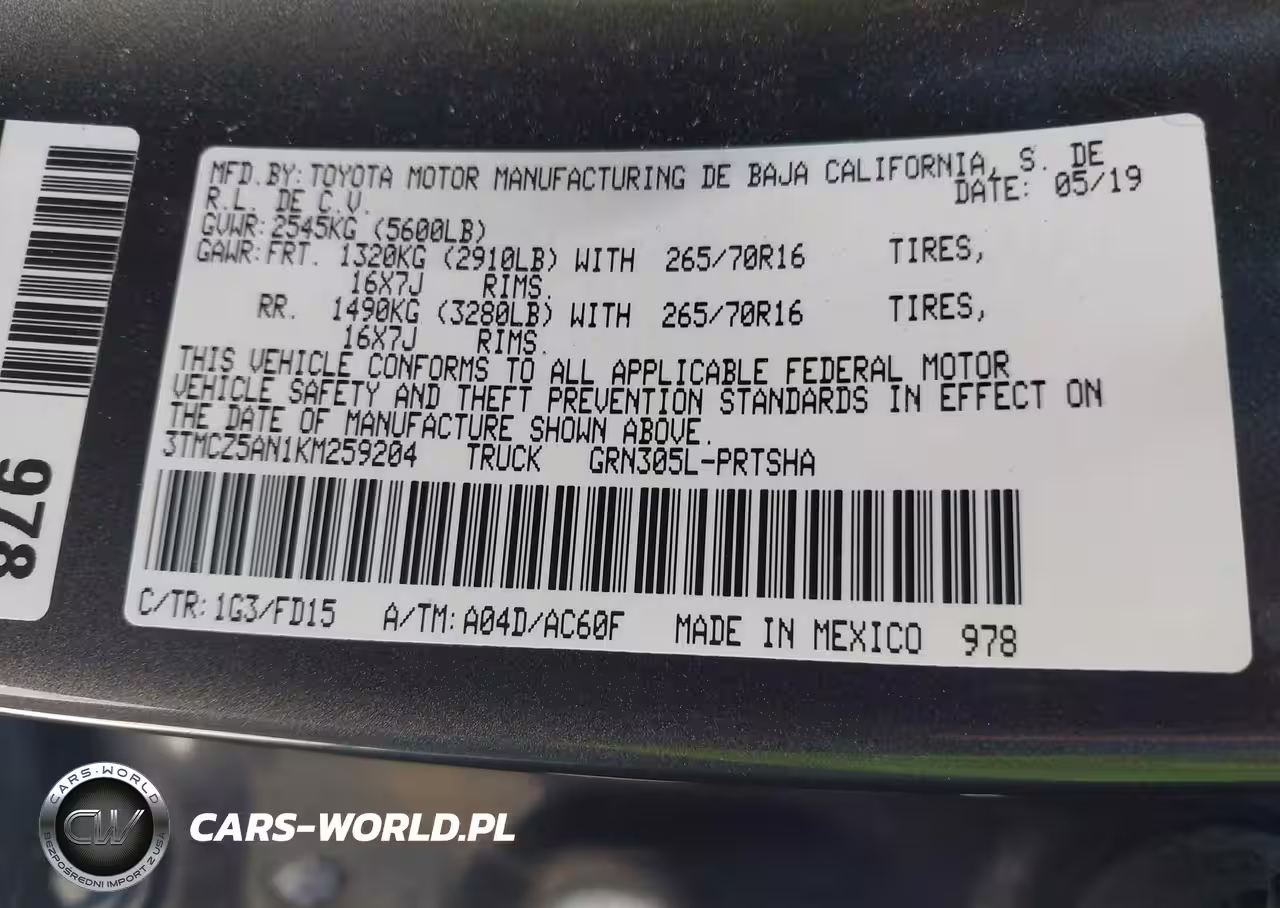 MFD.BY: TOYOTA MOTOR MANUFACTURING DE BAJA CALIFORNIA, S. DE
R.L. DE C.V. DATE: 05/19
GVWR: 2545KG (5600LB)
GAWR: FRT. 1320KG (2910LB) WITH 265/70R16 TIRES,
16X7J RIMS.
RR. 1490KG (3280LB) WITH 265/70R16 TIRES,
16X7J RIMS.
THIS VEHICLE CONFORMS TO ALL APPLICABLE FEDERAL MOTOR
VEHICLE SAFETY AND THEFT PREVENTION STANDARDS IN EFFECT ON
THE DATE OF MANUFACTURE SHOWN ABOVE.
3TMCZ5AN1KM259204 TRUCK GRN305L-PRTSHA
C/TR: 1G3/FD15 A/TM: A04D/AC60F MADE IN MEXICO 978
978
CARS-WORLD
CW
BEZPOŚREDNI IMPORT Z USA
CARS-WORLD.PL